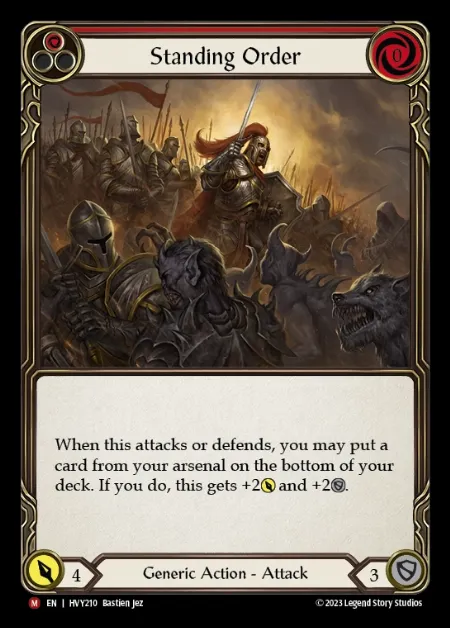 Standing Order
0
When this attacks or defends, you may put a
card from your arsenal on the bottom of your
deck. If you do, this gets +2 and +2.
4
Generic Action - Attack
3
M EN | HVY210 Bastien Jez
©2023 Legend Story Studios